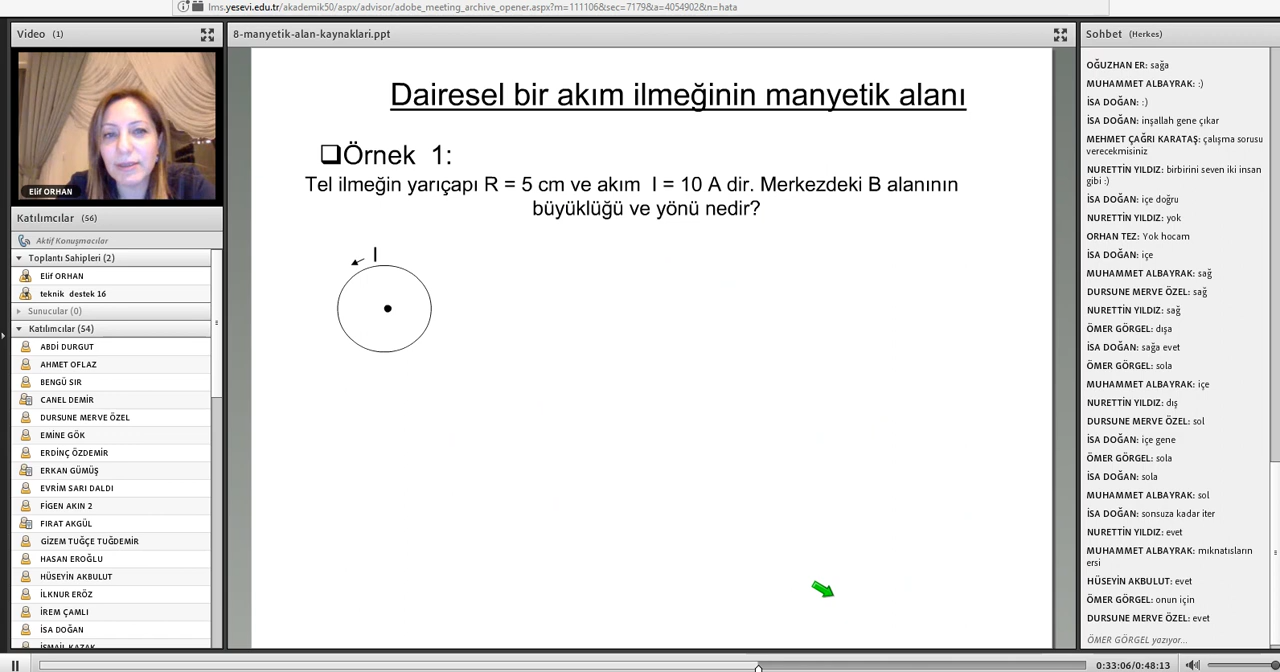 lms.yesevi.edu.tr/akademik50/aspx/advisor/adobe_meeting_archive_opener.aspx?m=111106&sec=7179&a=4054902&n=hata
Video (1)
Elif ORHAN
Katılımcılar (56)
Aktif Konuşmacılar
Toplantı Sahipleri (2)
Elif ORHAN
teknik destek 16
Sunucular (0)
Katılımcılar (54)
ABDİ DURGUT
AHMET OFLAZ
BENGÜ SIR
CANEL DEMİR
DURSUNE MERVE ÖZEL
EMİNE GÖK
ERDİNÇ ÖZDEMİR
ERKAN GÜMÜŞ
EVRİM SARI DALDI
FİGEN AKIN 2
FIRAT AKGÜL
GİZEM TUĞÇE TUĞDEMİR
HASAN EROĞLU
HÜSEYİN AKBULUT
İLKNUR ERÖZ
İREM ÇAMLI
İSA DOĞAN
İSMAİL KAZAK
8-manyetik-alan-kaynaklari.ppt
Dairesel bir akım ilmeğinin manyetik alanı
Örnek 1:
Tel ilmeğin yarıçapı R = 5 cm ve akım I = 10 A dir. Merkezdeki B alanının
büyüklüğü ve yönü nedir?
I
Sohbet (Herkes)
OĞUZHAN ER: sağa
MUHAMMET ALBAYRAK: :)
İSA DOĞAN: :)
İSA DOĞAN: inşallah gene çıkar
MEHMET ÇAĞRI KARATAŞ: çalışma sorusu
verecekmisiniz
NURETTİN YILDIZ: birbirini seven iki insan
gibi :)
İSA DOĞAN: içe doğru
NURETTİN YILDIZ: yok
ORHAN TEZ: Yok hocam
İSA DOĞAN: içe
MUHAMMET ALBAYRAK: sağ
DURSUNE MERVE ÖZEL: sağ
NURETTİN YILDIZ: sağ
ÖMER GÖRGEL: dışa
İSA DOĞAN: sağa evet
ÖMER GÖRGEL: sola
MUHAMMET ALBAYRAK: içe
NURETTİN YILDIZ: dış
DURSUNE MERVE ÖZEL: sol
İSA DOĞAN: içe gene
ÖMER GÖRGEL: sola
İSA DOĞAN: sola
MUHAMMET ALBAYRAK: sol
İSA DOĞAN: sonsuza kadar iter
NURETTİN YILDIZ: evet
MUHAMMET ALBAYRAK: mıknatısların
ersi
HÜSEYİN AKBULUT: evet
ÖMER GÖRGEL: onun için
DURSUNE MERVE ÖZEL: evet
ÖMER GÖRGEL yazıyor...
0:33:06/0:48:13